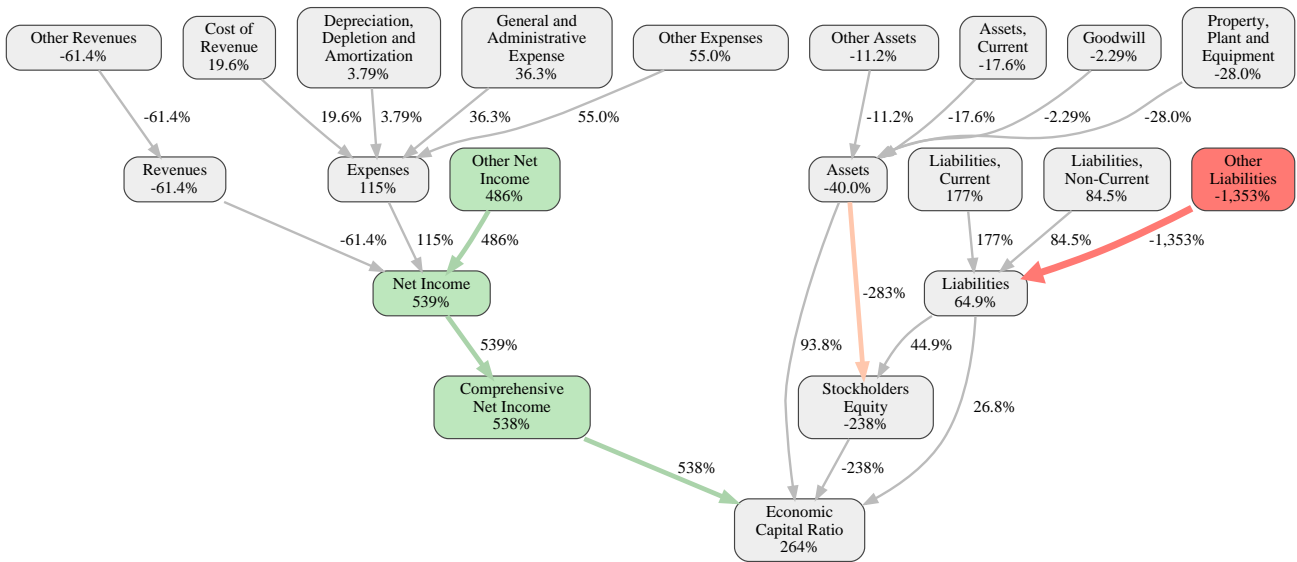 Other Revenues
-61.4%
Cost of
Revenue
19.6%
Depreciation,
Depletion and
Amortization
3.79%
General and
Administrative
Expense
36.3%
Other Expenses
55.0%
Other Assets
-11.2%
Assets,
Current
-17.6%
Goodwill
-2.29%
Property,
Plant and
Equipment
-28.0%
-61.4%
19.6%
3.79%
36.3%
55.0%
-11.2%
-17.6%
-2.29%
-28.0%
Revenues
-61.4%
Expenses
115%
Other Net
Income
486%
Assets
-40.0%
Liabilities,
Current
177%
Liabilities,
Non-Current
84.5%
Other
Liabilities
-1,353%
-61.4%
115%
486%
177%
84.5%
-1,353%
Net Income
539%
-283%
Liabilities
64.9%
539%
93.8%
44.9%
Comprehensive
Net Income
538%
Stockholders
Equity
-238%
26.8%
538%
-238%
Economic
Capital Ratio
264%